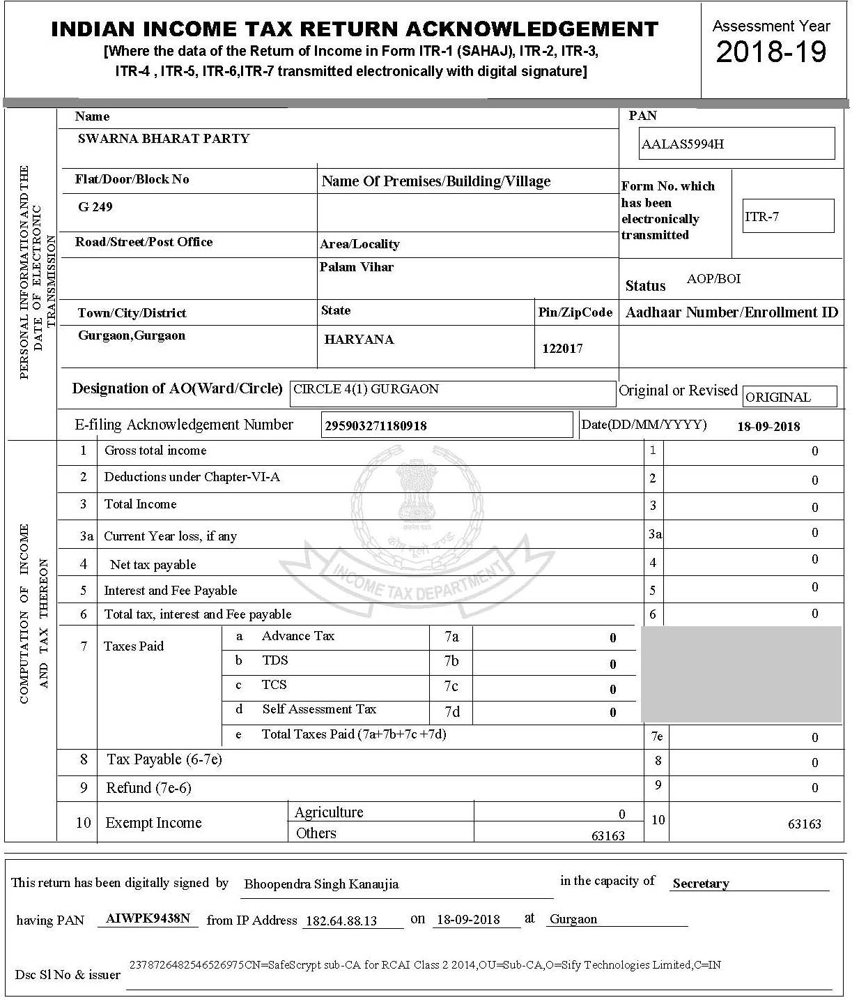 INDIAN INCOME TAX RETURN ACKNOWLEDGEMENT
[Where the data of the Return of Income in Form ITR-1 (SAHAJ), ITR-2, ITR-3,
ITR-4 , ITR-5, ITR-6,ITR-7 transmitted electronically with digital signature]
Assessment Year
2018-19
PERSONAL INFORMATION AND THE
DATE OF ELECTRONIC
TRANSMISSION
Name
SWARNA BHARAT PARTY
PAN
AALAS5994H
Flat/Door/Block No
G 249
Name Of Premises/Building/Village
Form No. which
has been
electronically
transmitted
ITR-7
Road/Street/Post Office
Area/Locality
Palam Vihar
Status AOP/BOI
Town/City/District
Gurgaon,Gurgaon
State
HARYANA
Pin/ZipCode
122017
Aadhaar Number/Enrollment ID
Designation of AO(Ward/Circle) CIRCLE 4(1) GURGAON
Original or Revised ORIGINAL
E-filing Acknowledgement Number 295903271180918
Date(DD/MM/YYYY) 18-09-2018
COMPUTATION OF INCOME
AND TAX THEREON
1 Gross total income 1 0
2 Deductions under Chapter-VI-A 2 0
3 Total Income 3 0
3a Current Year loss, if any 3a 0
4 Net tax payable 4 0
5 Interest and Fee Payable 5 0
6 Total tax, interest and Fee payable 6 0
7 Taxes Paid
a Advance Tax 7a 0
b TDS 7b 0
c TCS 7c 0
d Self Assessment Tax 7d 0
e Total Taxes Paid (7a+7b+7c +7d) 7e 0
8 Tax Payable (6-7e) 8 0
9 Refund (7e-6) 9 0
10 Exempt Income
Agriculture 0
Others 63163
10 63163
सत्यमेव जयते
कोष मूलो दण्ड
INCOME TAX DEPARTMENT
This return has been digitally signed by Bhoopendra Singh Kanaujia in the capacity of Secretary
having PAN AIWPK9438N from IP Address 182.64.88.13 on 18-09-2018 at Gurgaon
Dsc Sl No & issuer 2378726482546526975CN=SafeScrypt sub-CA for RCAI Class 2 2014,OU=Sub-CA,O=Sify Technologies Limited,C=IN